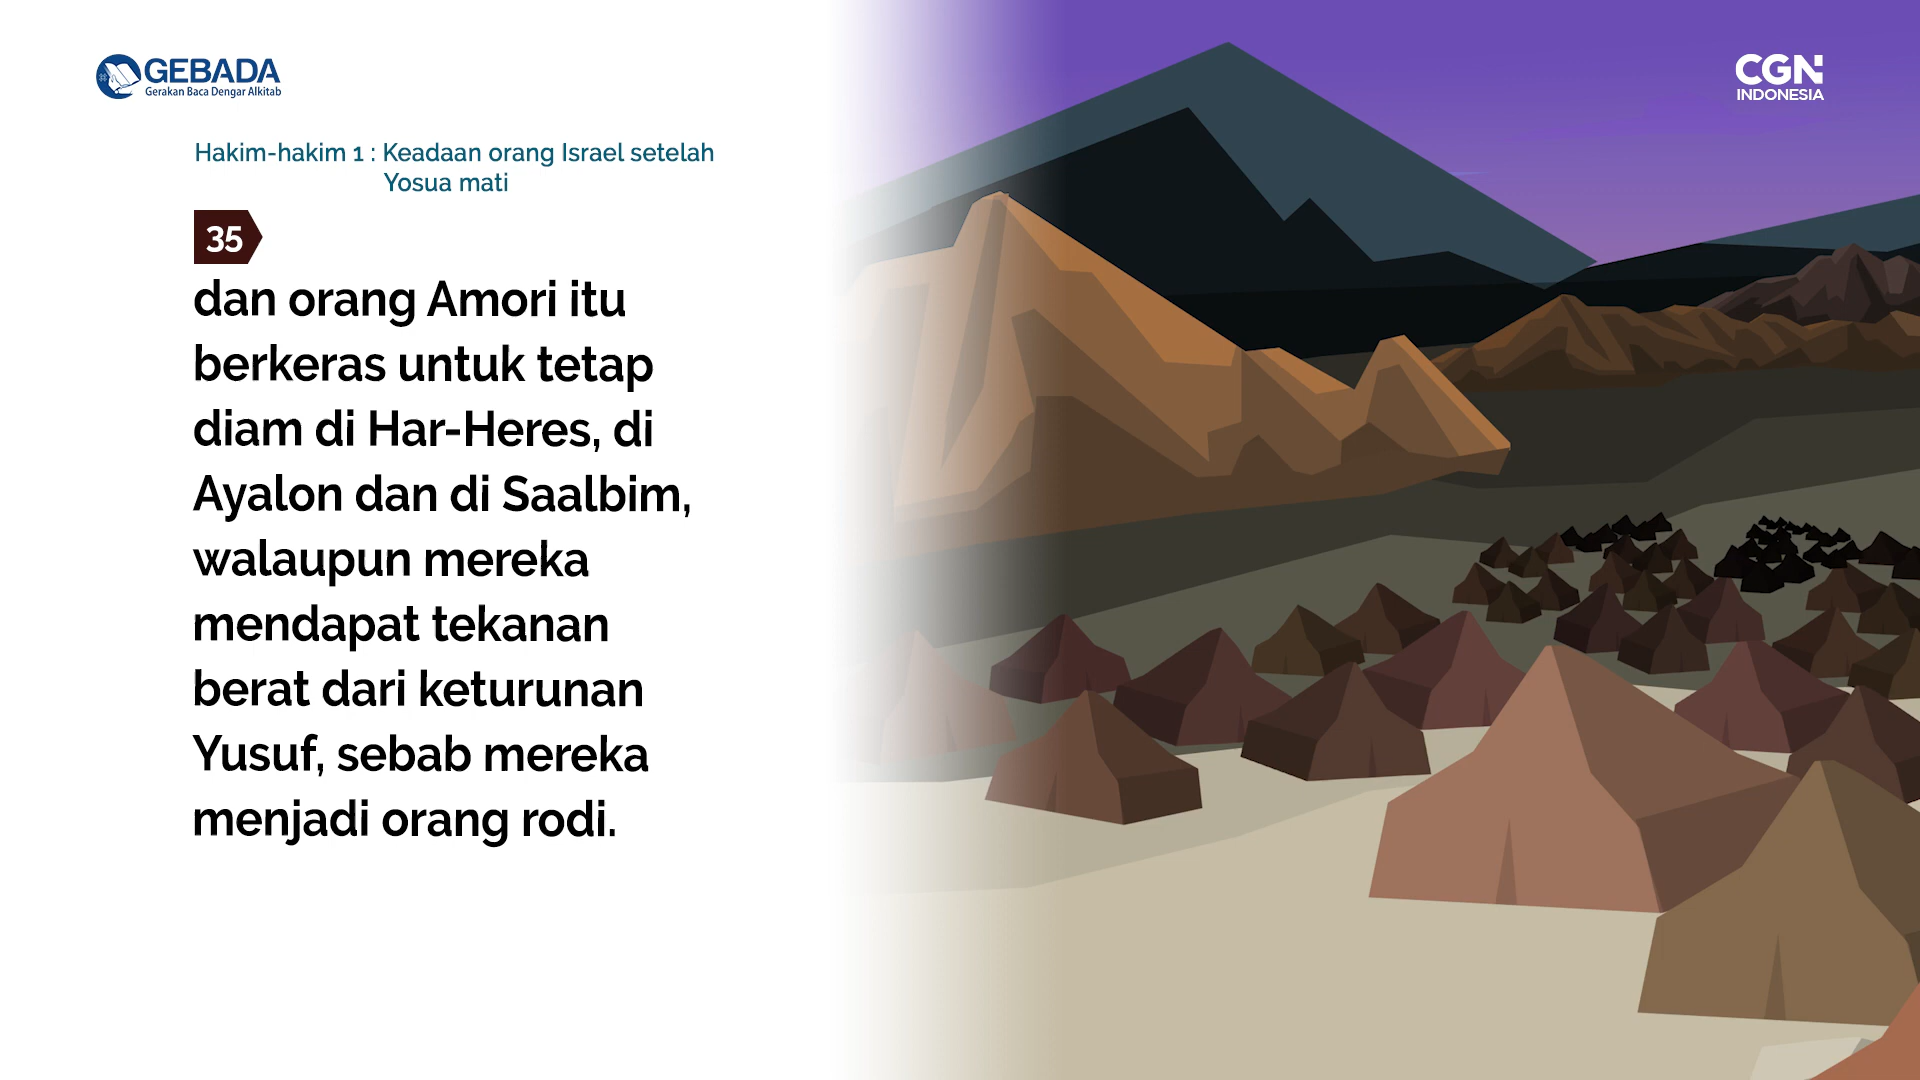 GEBADA
Gerakan Baca Dengar Alkitab
CGN
INDONESIA
Hakim-hakim 1 : Keadaan orang Israel setelah
Yosua mati
35
dan orang Amori itu
berkeras untuk tetap
diam di Har-Heres, di
Ayalon dan di Saalbim,
walaupun mereka
mendapat tekanan
berat dari keturunan
Yusuf, sebab mereka
menjadi orang rodi.